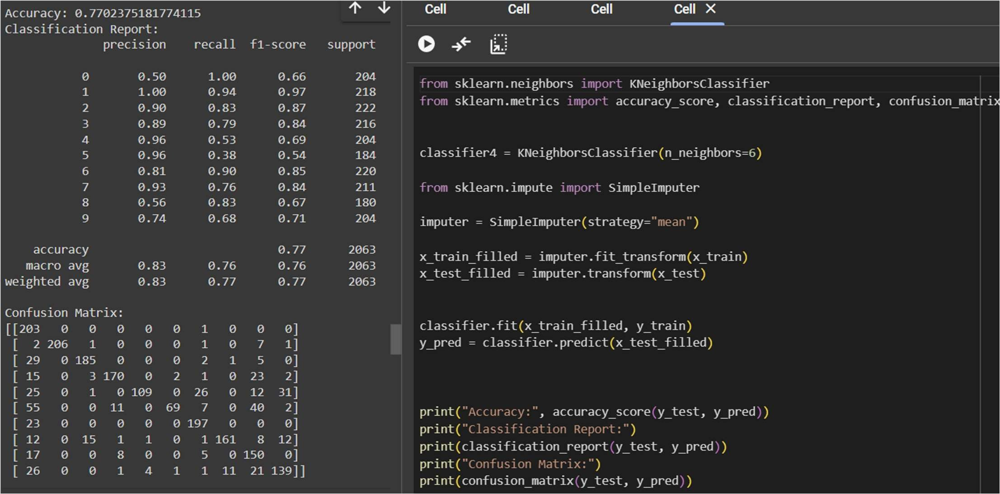 Accuracy: 0.7702375181774115
Classification Report:
precision recall f1-score support
0 0.50 1.00 0.66 204
1 1.00 0.94 0.97 218
2 0.90 0.83 0.87 222
3 0.89 0.79 0.84 216
4 0.96 0.53 0.69 204
5 0.96 0.38 0.54 184
6 0.81 0.90 0.85 220
7 0.93 0.76 0.84 211
8 0.56 0.83 0.67 180
9 0.74 0.68 0.71 204
accuracy 0.77 2063
macro avg 0.83 0.76 0.76 2063
weighted avg 0.83 0.77 0.77 2063
Confusion Matrix:
[[203 0 0 0 0 0 1 0 0 0]
[ 2 206 1 0 0 0 1 0 7 1]
[ 29 0 185 0 0 0 2 1 5 0]
[ 15 0 3 170 0 2 1 0 23 2]
[ 25 0 1 0 109 0 26 0 12 31]
[ 55 0 0 11 0 69 7 0 40 2]
[ 23 0 0 0 0 0 197 0 0 0]
[ 12 0 15 1 1 0 1 161 8 12]
[ 17 0 0 8 0 0 5 0 150 0]
[ 26 0 0 1 4 1 1 11 21 139]]
Cell Cell Cell Cell
from sklearn.neighbors import KNeighborsClassifier
from sklearn.metrics import accuracy_score, classification_report, confusion_matrix
classifier4 = KNeighborsClassifier(n_neighbors=6)
from sklearn.impute import SimpleImputer
imputer = SimpleImputer(strategy="mean")
x_train_filled = imputer.fit_transform(x_train)
x_test_filled = imputer.transform(x_test)
classifier.fit(x_train_filled, y_train)
y_pred = classifier.predict(x_test_filled)
print("Accuracy:", accuracy_score(y_test, y_pred))
print("Classification Report:")
print(classification_report(y_test, y_pred))
print("Confusion Matrix:")
print(confusion_matrix(y_test, y_pred))